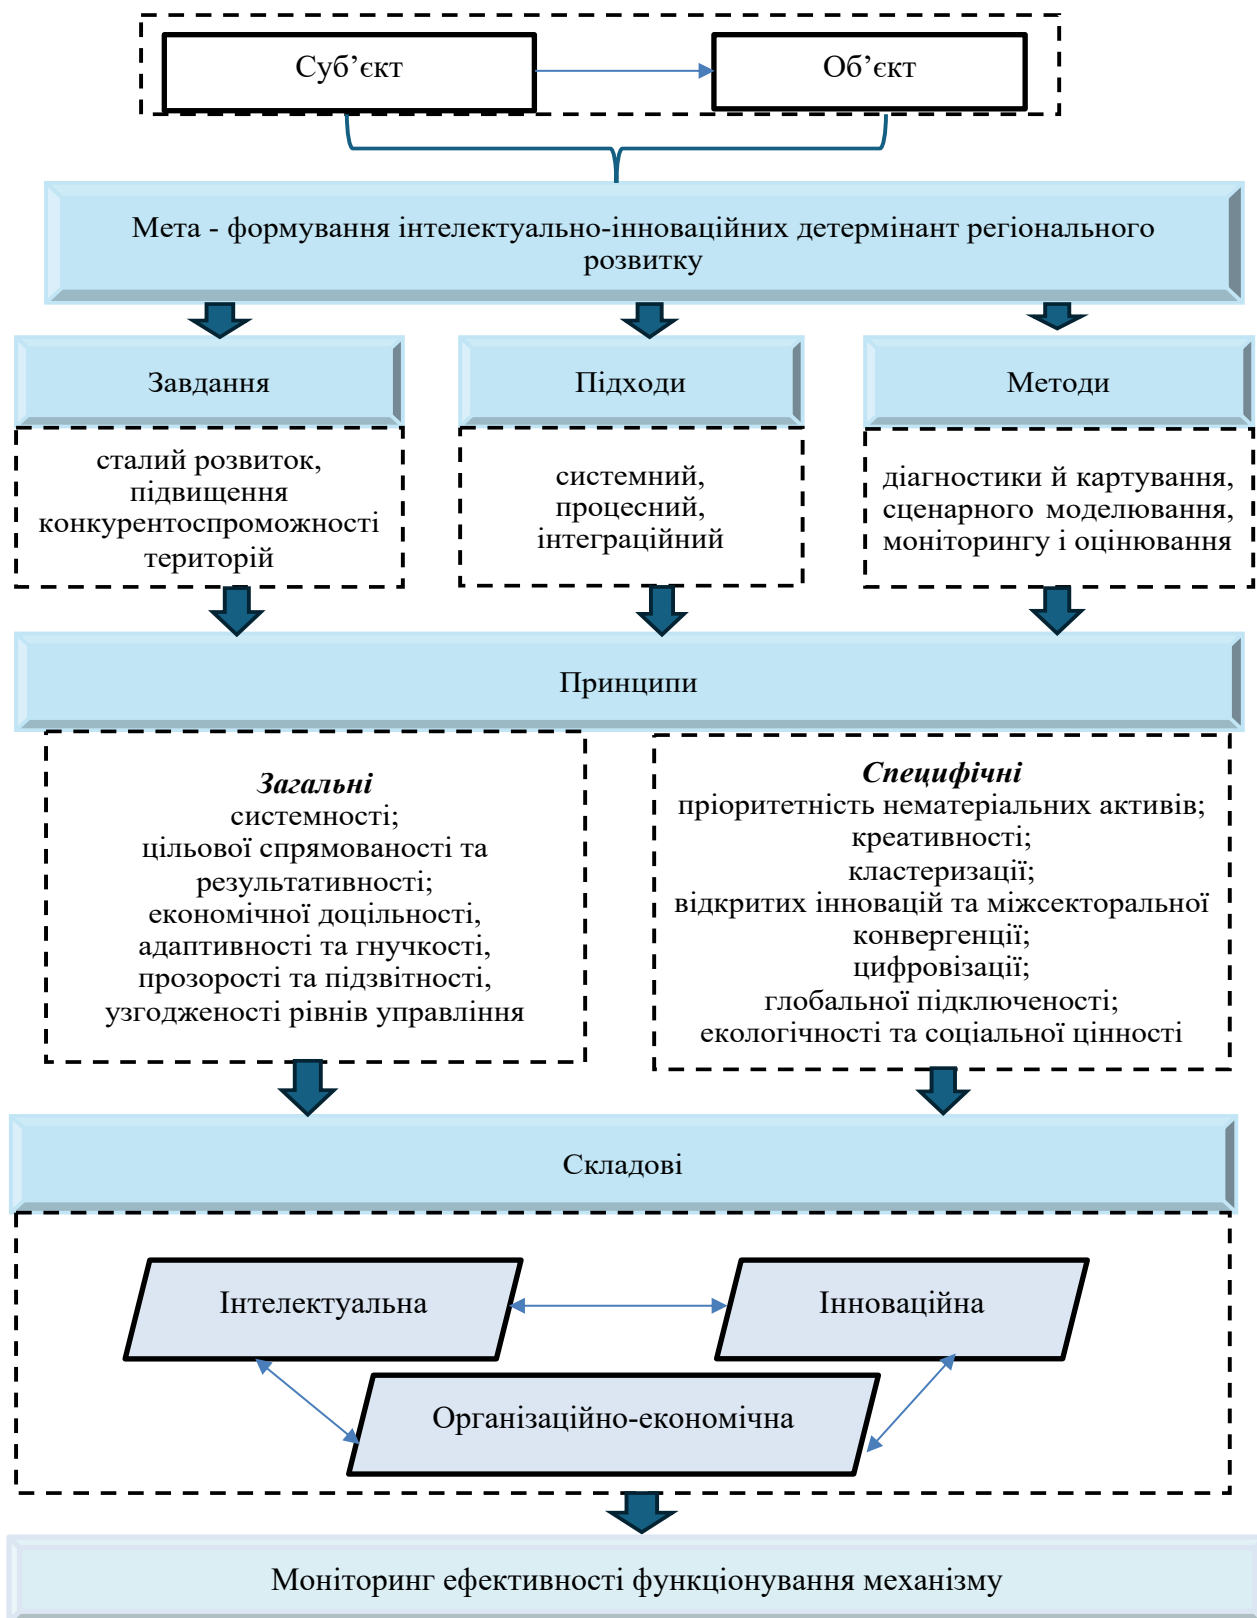 Суб’єкт
Об’єкт
Мета - формування інтелектуально-інноваційних детермінант регіонального
розвитку
Завдання
Підходи
Методи
сталий розвиток,
підвищення
конкурентоспроможності
територій
системний,
процесний,
інтеграційний
діагностики й картування,
сценарного моделювання,
моніторингу і оцінювання
Принципи
Загальні
системності;
цільової спрямованості та
результативності;
економічної доцільності,
адаптивності та гнучкості,
прозорості та підзвітності,
узгодженості рівнів управління
Специфічні
пріоритетність нематеріальних активів;
креативності;
кластеризації;
відкритих інновацій та міжсекторальної
конвергенції;
цифровізації;
глобальної підключеності;
екологічності та соціальної цінності
Складові
Інтелектуальна
Інноваційна
Організаційно-економічна
Моніторинг ефективності функціонування механізму